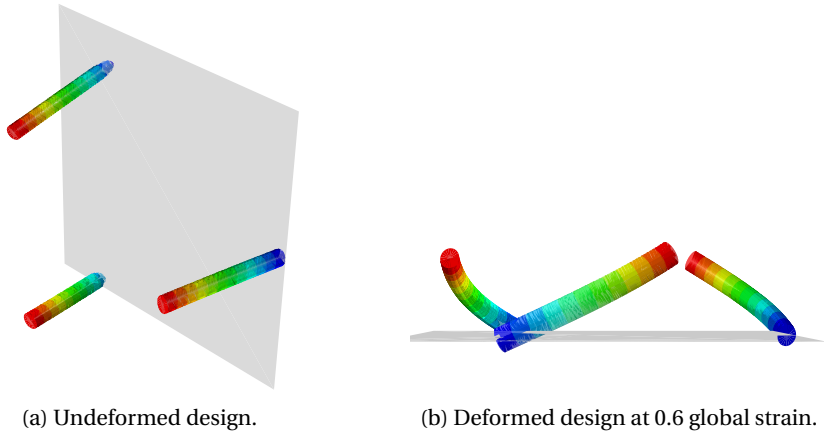 (a) Undeformed design.
(b) Deformed design at 0.6 global strain.